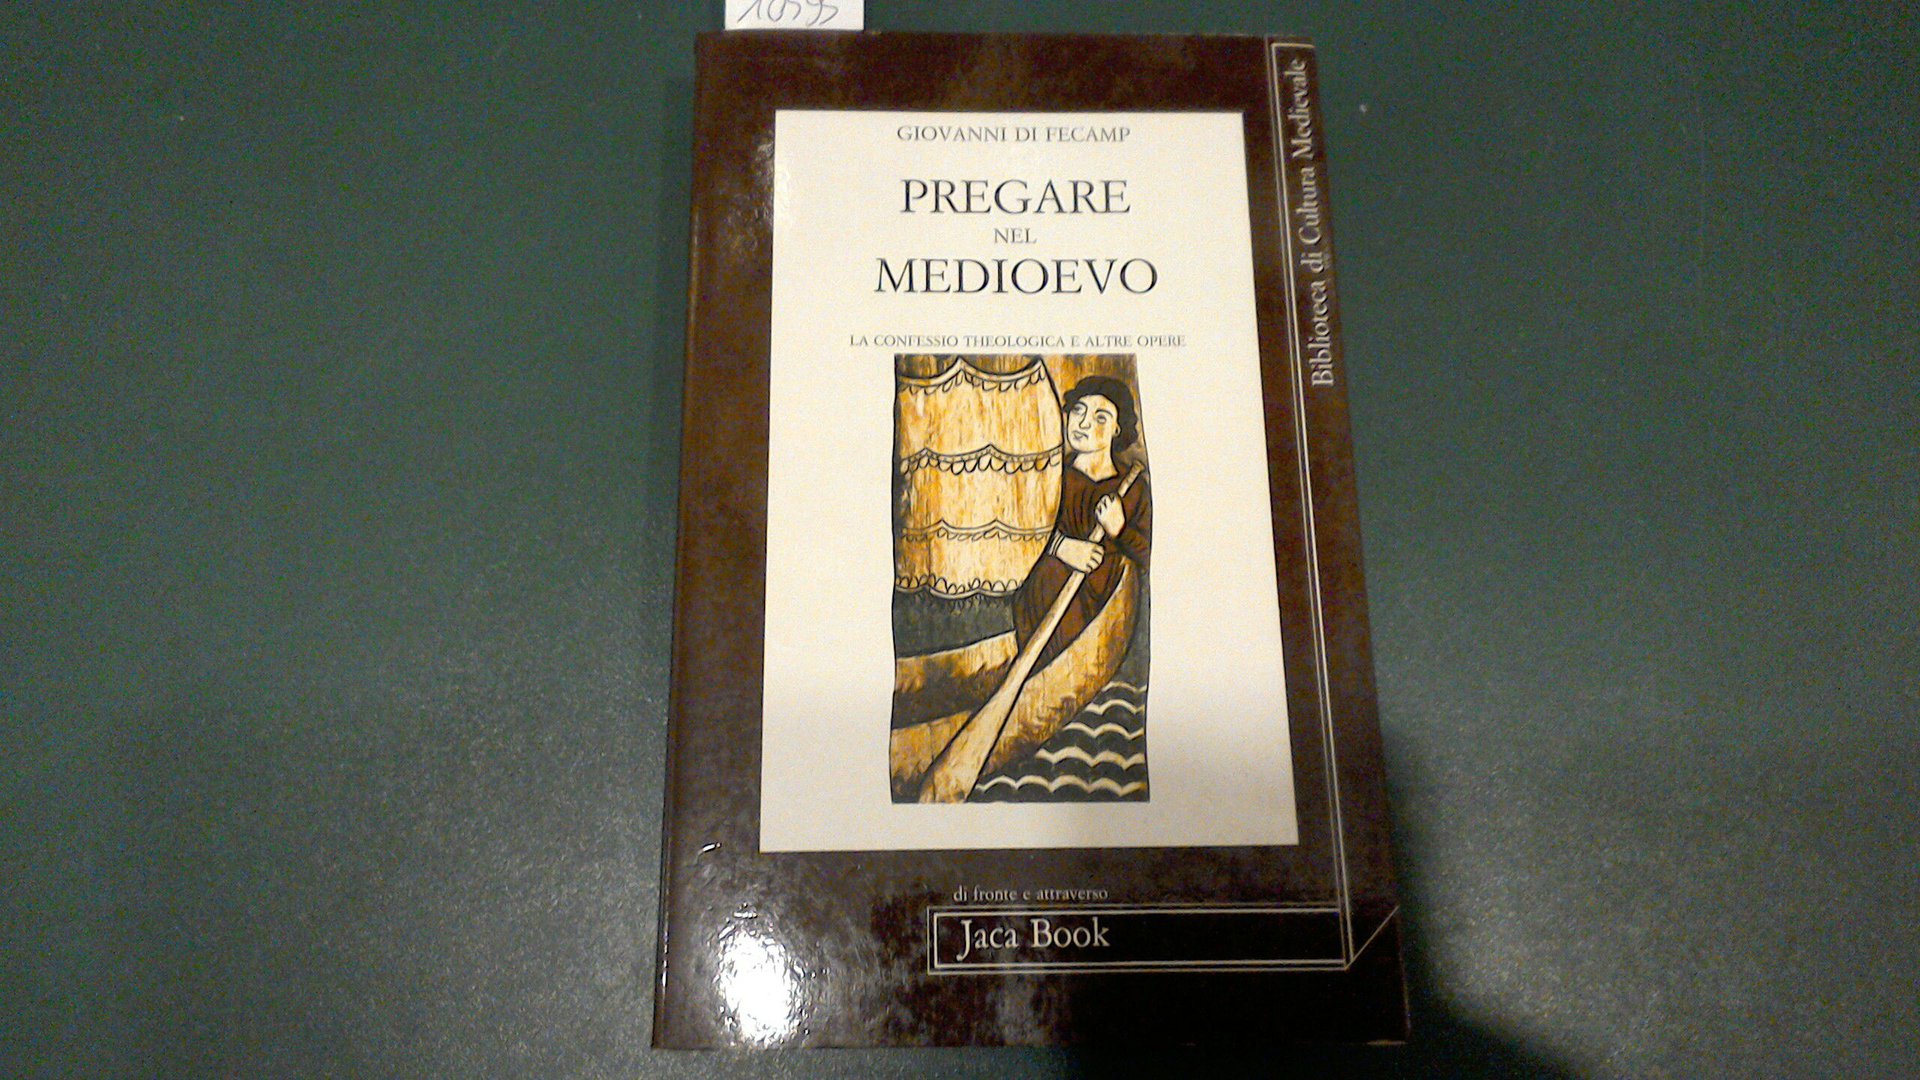 GIOVANNI DI FECAMP
PREGARE
NEL
MEDIOEVO
LA CONFESSIO THEOLOGICA E ALTRE OPERE
Biblioteca di Cultura Medievale
di fronte e attraverso
Jaca Book